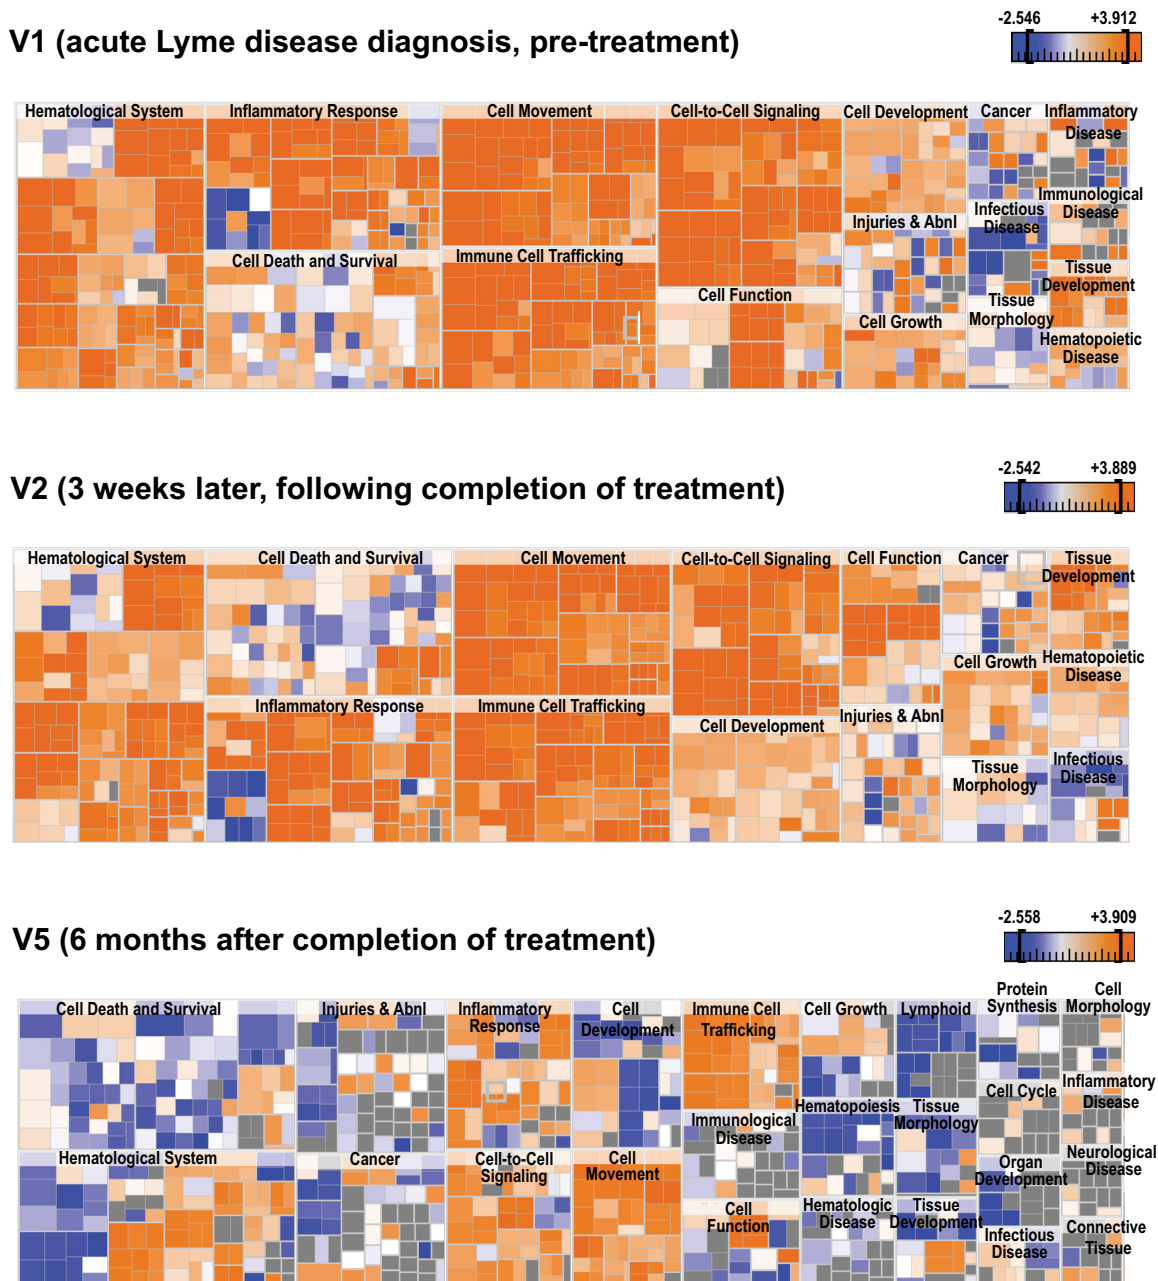 -2.546 +3.912
V1 (acute Lyme disease diagnosis, pre-treatment)
Hematological System
Inflammatory Response
Cell Movement
Cell-to-Cell Signaling
Cell Development
Cancer
Inflammatory
Disease
Immunological
Disease
Injuries & Abnl
Infectious
Disease
Cell Death and Survival
Immune Cell Trafficking
Tissue
Development
Cell Function
Tissue
Morphology
Cell Growth
Hematopoietic
Disease
-2.542 +3.889
V2 (3 weeks later, following completion of treatment)
Hematological System
Cell Death and Survival
Cell Movement
Cell-to-Cell Signaling
Cell Function
Cancer
Tissue
Development
Cell Growth
Hematopoietic
Disease
Inflammatory Response
Immune Cell Trafficking
Cell Development
Injuries & Abnl
Tissue
Morphology
Infectious
Disease
-2.558 +3.909
V5 (6 months after completion of treatment)
Cell Death and Survival
Injuries & Abnl
Inflammatory
Response
Cell
Development
Immune Cell
Trafficking
Cell Growth
Lymphoid
Protein
Synthesis
Cell
Morphology
Cell Cycle
Inflammatory
Disease
Immunological
Disease
Hematopoiesis
Tissue
Morphology
Hematological System
Cancer
Cell-to-Cell
Signaling
Cell
Movement
Organ
Development
Neurological
Disease
Cell
Function
Hematologic
Disease
Tissue
Development
Infectious
Disease
Connective
Tissue